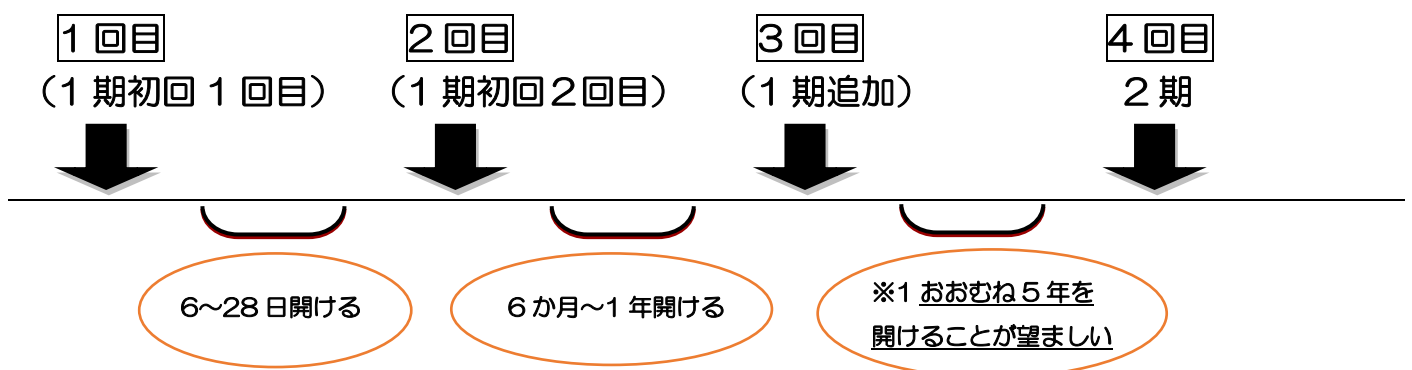 1回目
2回目
3回目
4回目
(1期初回1回目)
(1期初回2回目)
(1期追加)
2期
6~28日開ける
6か月~1年開ける
※1 おおむね5年を
開けることが望ましい